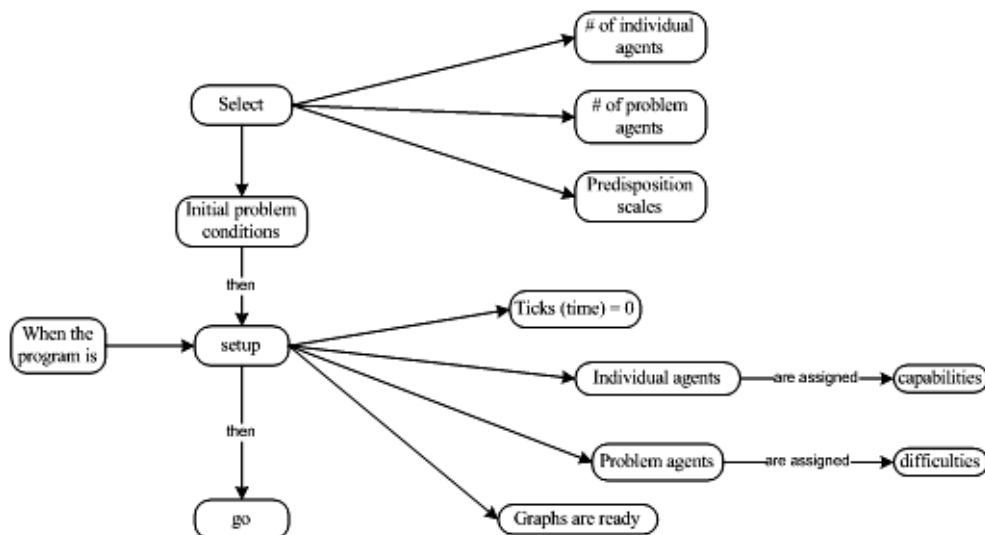 # of individual
agents
Select
# of problem
agents
Predisposition
scales
Initial problem
conditions
then
Ticks (time) = 0
When the
program is
setup
Individual agents
are assigned
capabilities
then
Problem agents
are assigned
difficulties
go
Graphs are ready